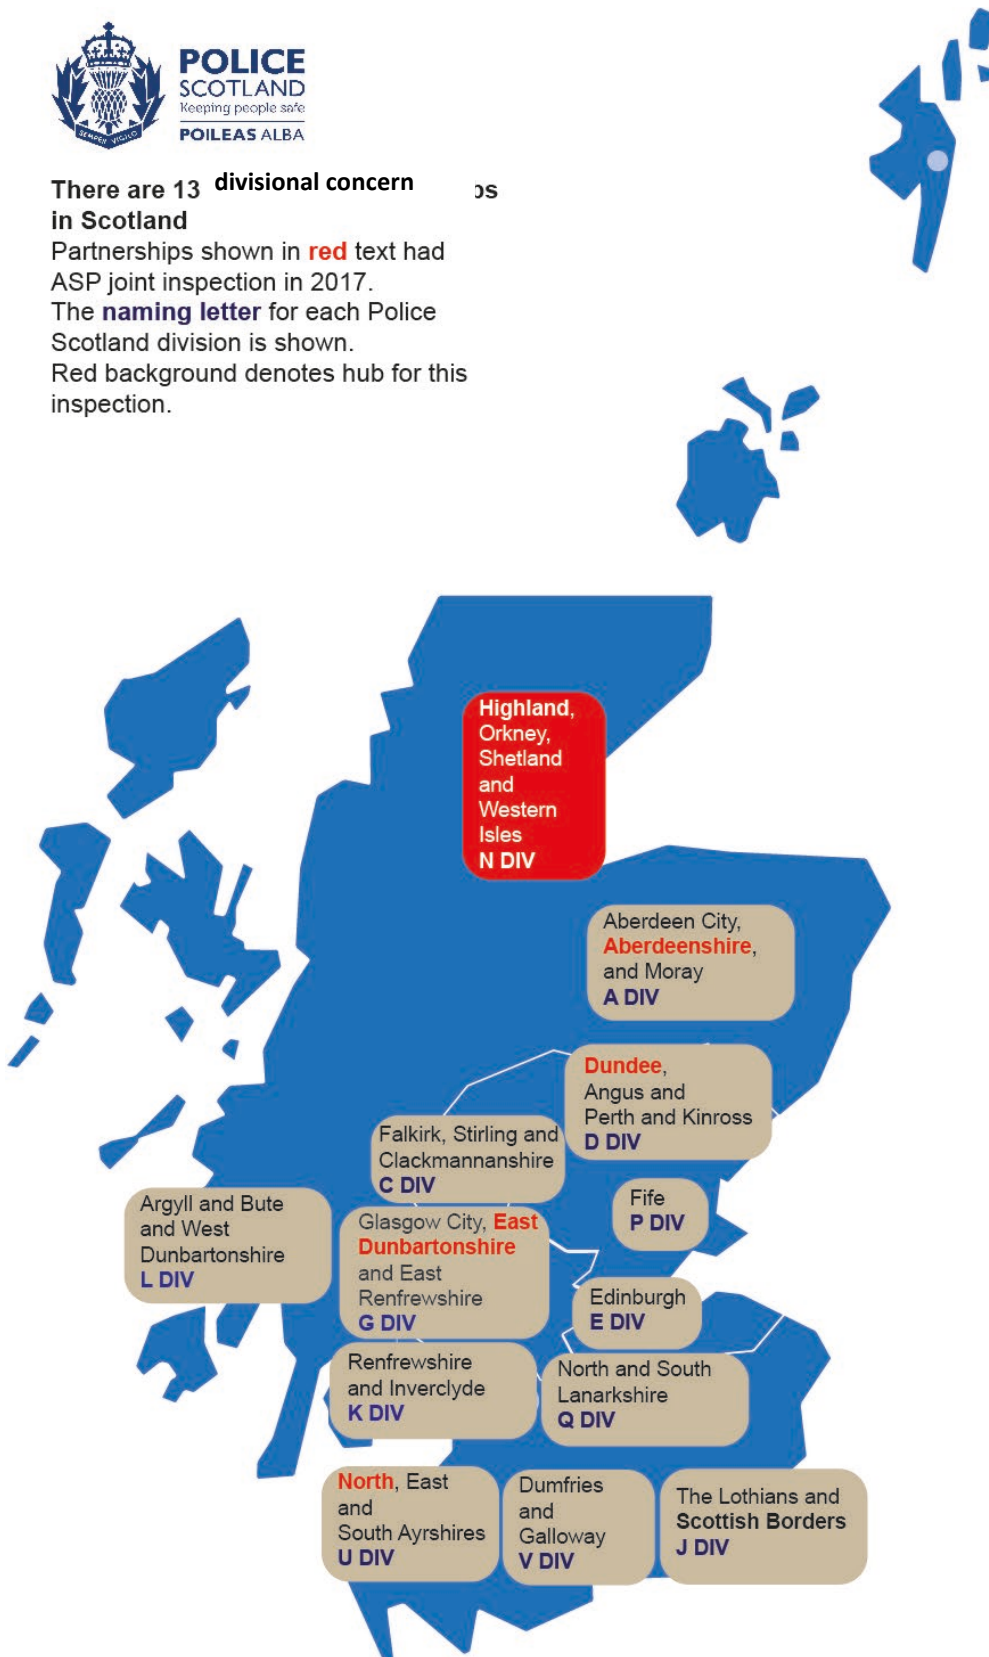 POLICE
SCOTLAND
Keeping people safe
POILEAS ALBA
SEMPER VIGILO
There are 13 divisional concern
in Scotland
Partnerships shown in red text had
ASP joint inspection in 2017.
The naming letter for each Police
Scotland division is shown.
Red background denotes hub for this
inspection.
Highland,
Orkney,
Shetland
and
Western
Isles
N DIV
Aberdeen City,
Aberdeenshire,
and Moray
A DIV
Dundee,
Angus and
Perth and Kinross
D DIV
Falkirk, Stirling and
Clackmannanshire
C DIV
Fife
P DIV
Argyll and Bute
and West
Dunbartonshire
L DIV
Glasgow City, East
Dunbartonshire
and East
Renfrewshire
G DIV
Edinburgh
E DIV
Renfrewshire
and Inverclyde
K DIV
North and South
Lanarkshire
Q DIV
North, East
and
South Ayrshires
U DIV
Dumfries
and
Galloway
V DIV
The Lothians and
Scottish Borders
J DIV